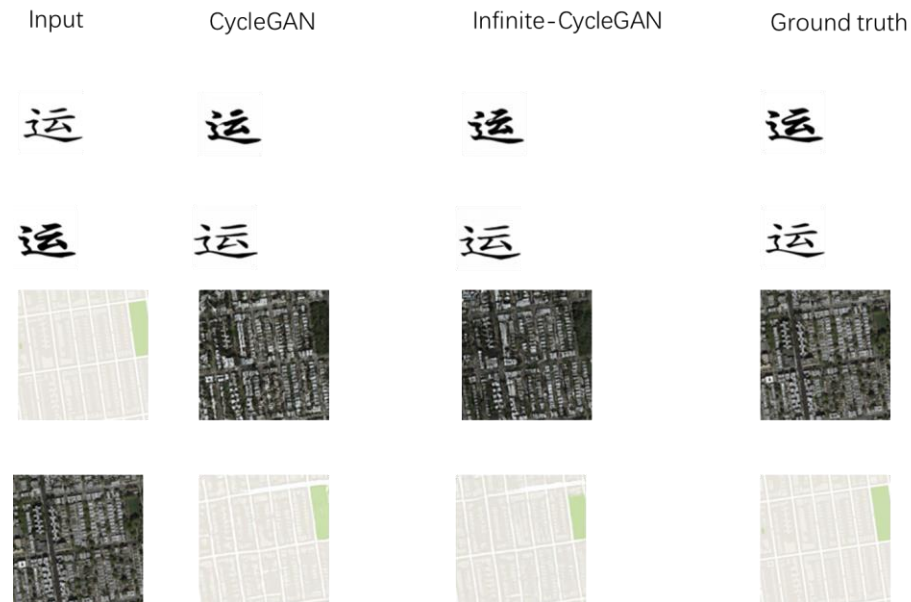 Input CycleGAN Infinite-CycleGAN Ground truth
运 运 运 运
运 运 运 运